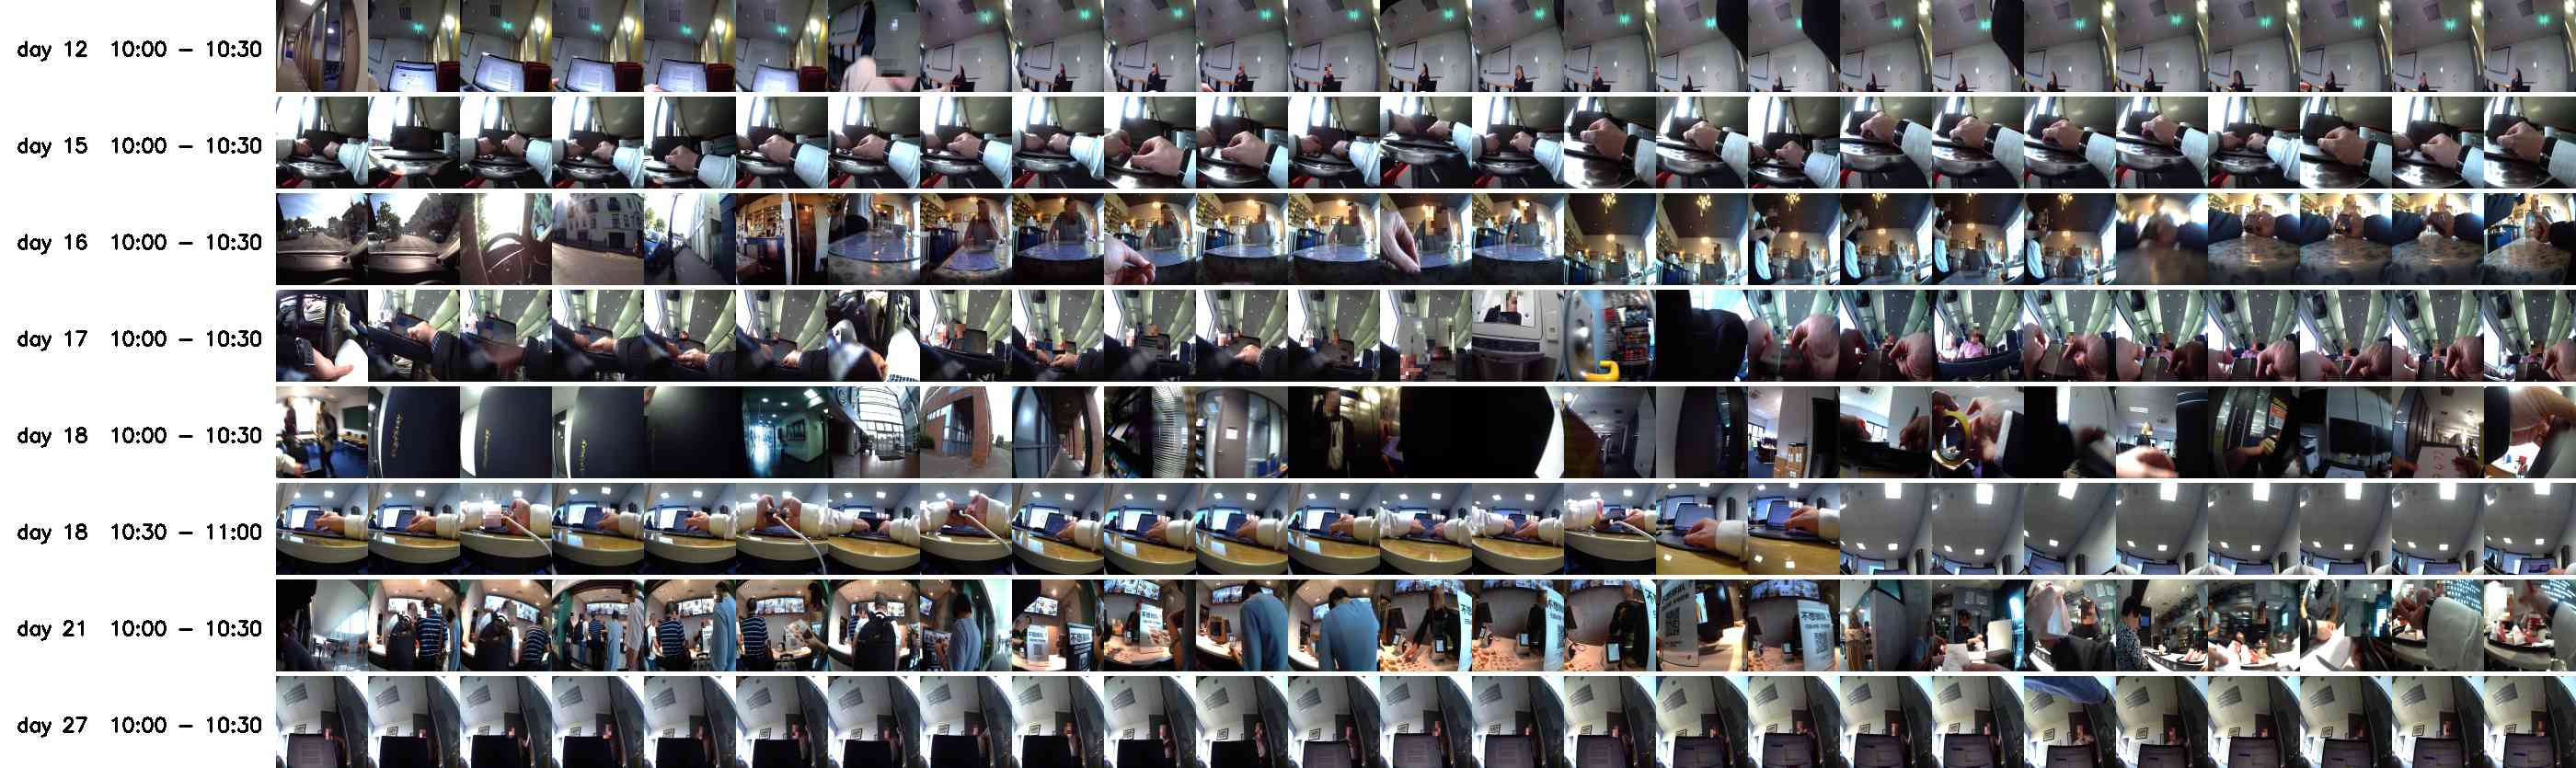 day 12 10:00 – 10:30
day 15 10:00 – 10:30
day 16 10:00 – 10:30
day 17 10:00 – 10:30
day 18 10:00 – 10:30
day 18 10:30 – 11:00
day 21 10:00 – 10:30
day 27 10:00 – 10:30